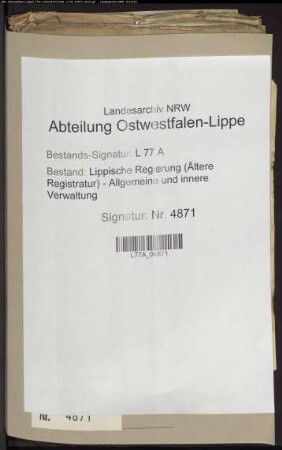 Landesarchiv NRW
Abteilung Ostwestfalen-Lippe
Bestands-Signatur: L 77 A
Bestand: Lippische Regierung (Ältere
Registratur) - Allgemeine und innere
Verwaltung
Signatur: Nr. 4871
L77A_04871
Nr. 4871